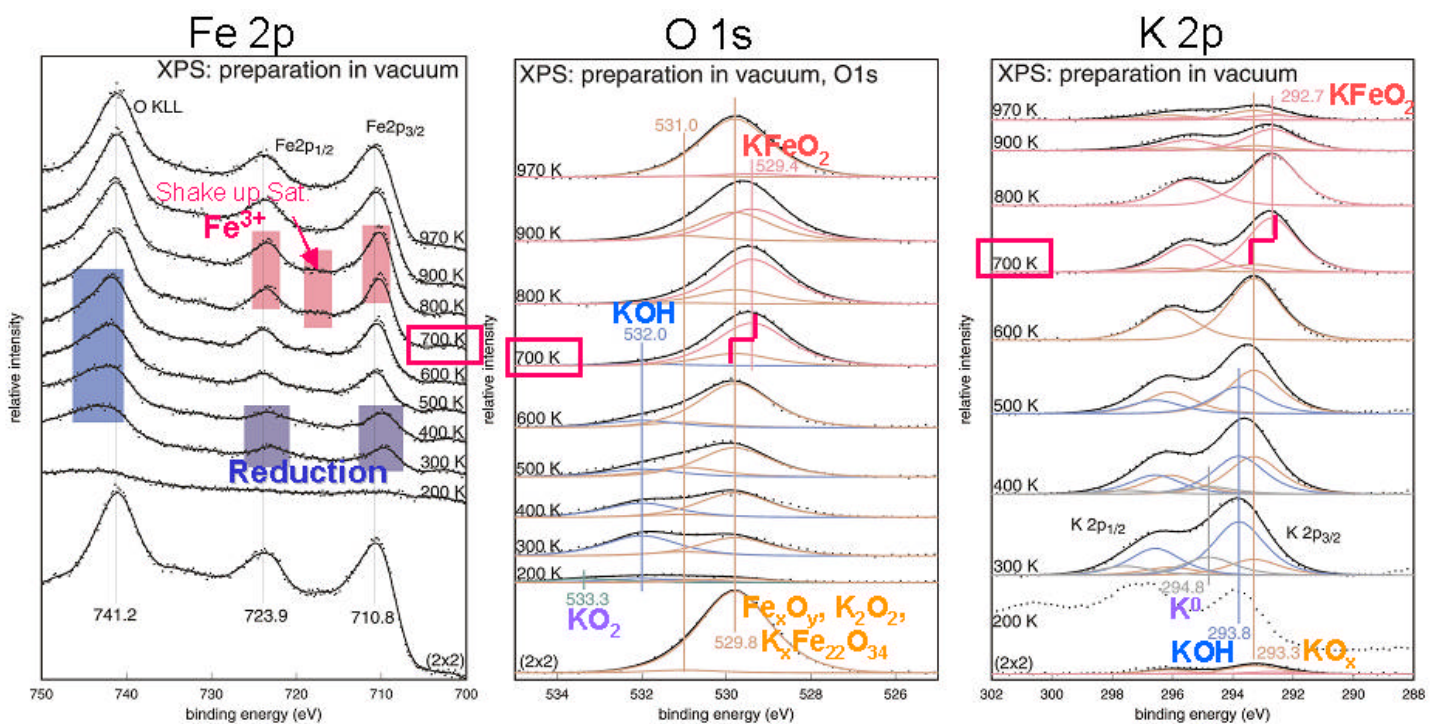 Fe 2p
XPS: preparation in vacuum
O KLL
Fe2p1/2
Fe2p3/2
Shake up Sat.
Fe3+
970 K
900 K
800 K
700 K
600 K
500 K
400 K
300 K
200 K
Reduction
741.2
723.9
710.8
(2x2)
relative intensity
750
740
730
720
710
700
binding energy (eV)
O 1s
XPS: preparation in vacuum, O1s
531.0
KFeO2
529.4
970 K
900 K
800 K
KOH
532.0
700 K
600 K
500 K
400 K
300 K
200 K
533.3
KO2
FexOy, K2O2,
KxFe22O34
529.8
(2x2)
relative intensity
534
532
530
528
526
binding energy (eV)
K 2p
XPS: preparation in vacuum
292.7
KFeO2
970 K
900 K
800 K
700 K
600 K
500 K
400 K
K 2p1/2
K 2p3/2
300 K
294.8
K0
200 K
293.8
KOH
293.3
KOx
(2x2)
relative intensity
302
300
298
296
294
292
290
288
binding energy (eV)